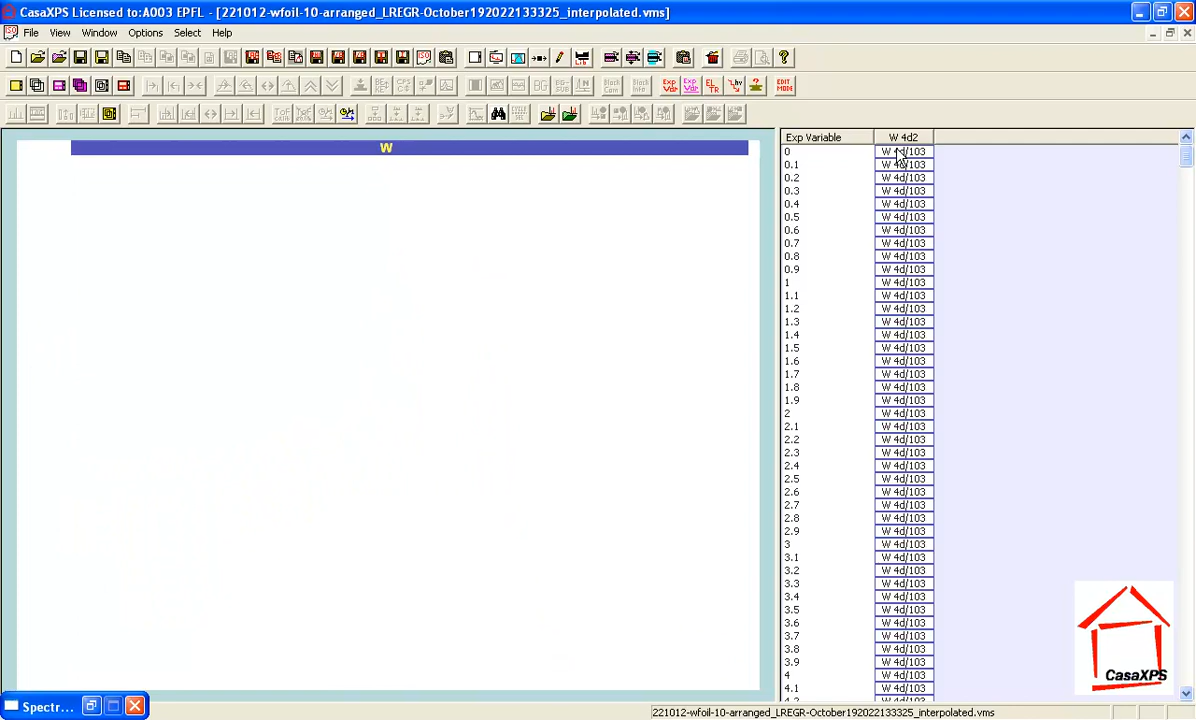 CasaXPS Licensed to:A003 EPFL - [221012-wfoil-10-arranged_LREGR-October192022133325_interpolated.vms]
File View Window Options Select Help
Exp Var Exp Var EL TR hν EDIT MODE
W
Exp Variable W 4d2
0 W 4d/103
0.1 W 4d/103
0.2 W 4d/103
0.3 W 4d/103
0.4 W 4d/103
0.5 W 4d/103
0.6 W 4d/103
0.7 W 4d/103
0.8 W 4d/103
0.9 W 4d/103
1 W 4d/103
1.1 W 4d/103
1.2 W 4d/103
1.3 W 4d/103
1.4 W 4d/103
1.5 W 4d/103
1.6 W 4d/103
1.7 W 4d/103
1.8 W 4d/103
1.9 W 4d/103
2 W 4d/103
2.1 W 4d/103
2.2 W 4d/103
2.3 W 4d/103
2.4 W 4d/103
2.5 W 4d/103
2.6 W 4d/103
2.7 W 4d/103
2.8 W 4d/103
2.9 W 4d/103
3 W 4d/103
3.1 W 4d/103
3.2 W 4d/103
3.3 W 4d/103
3.4 W 4d/103
3.5 W 4d/103
3.6 W 4d/103
3.7 W 4d/103
3.8 W 4d/103
3.9 W 4d/103
4 W 4d/103
4.1 W 4d/103
CasaXPS
Spectr...
221012-wfoil-10-arranged_LREGR-October192022133325_interpolated.vms